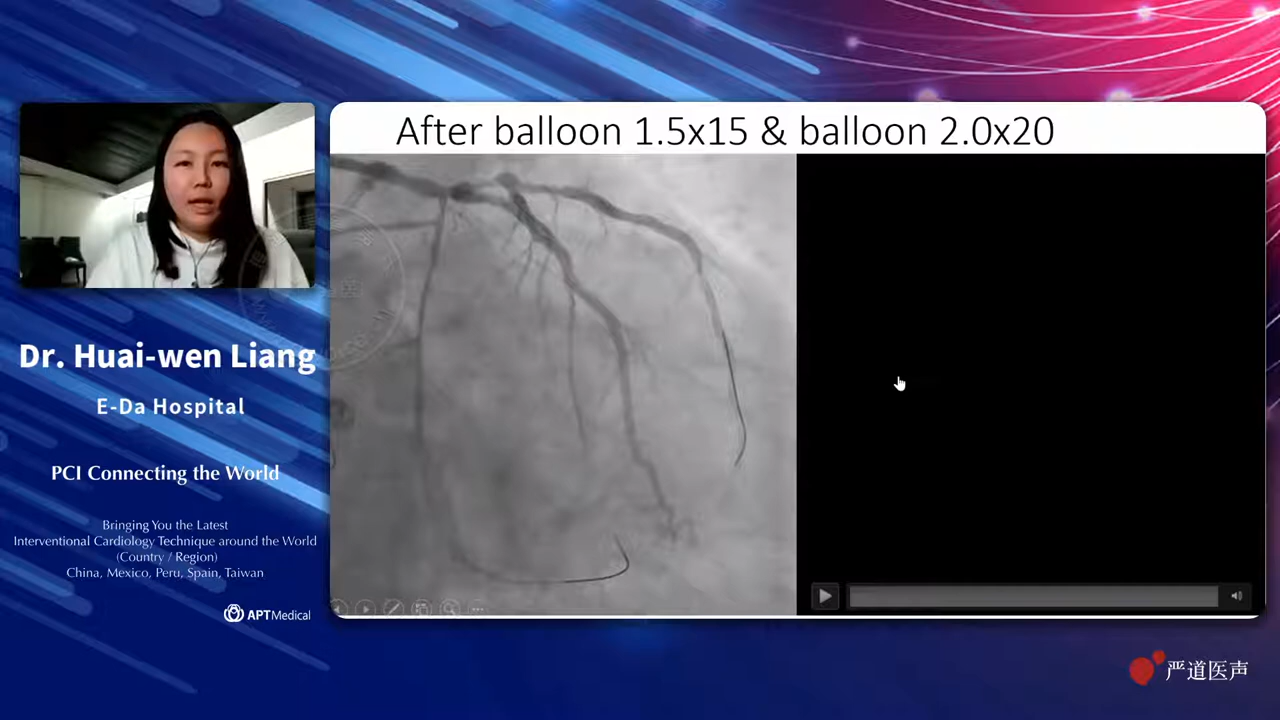 After balloon 1.5x15 & balloon 2.0x20
Dr. Huai-wen Liang
E-Da Hospital
PCI Connecting the World
Bringing You the Latest
Interventional Cardiology Technique around the World
(Country / Region)
China, Mexico, Peru, Spain, Taiwan
APTMedical
严道医声